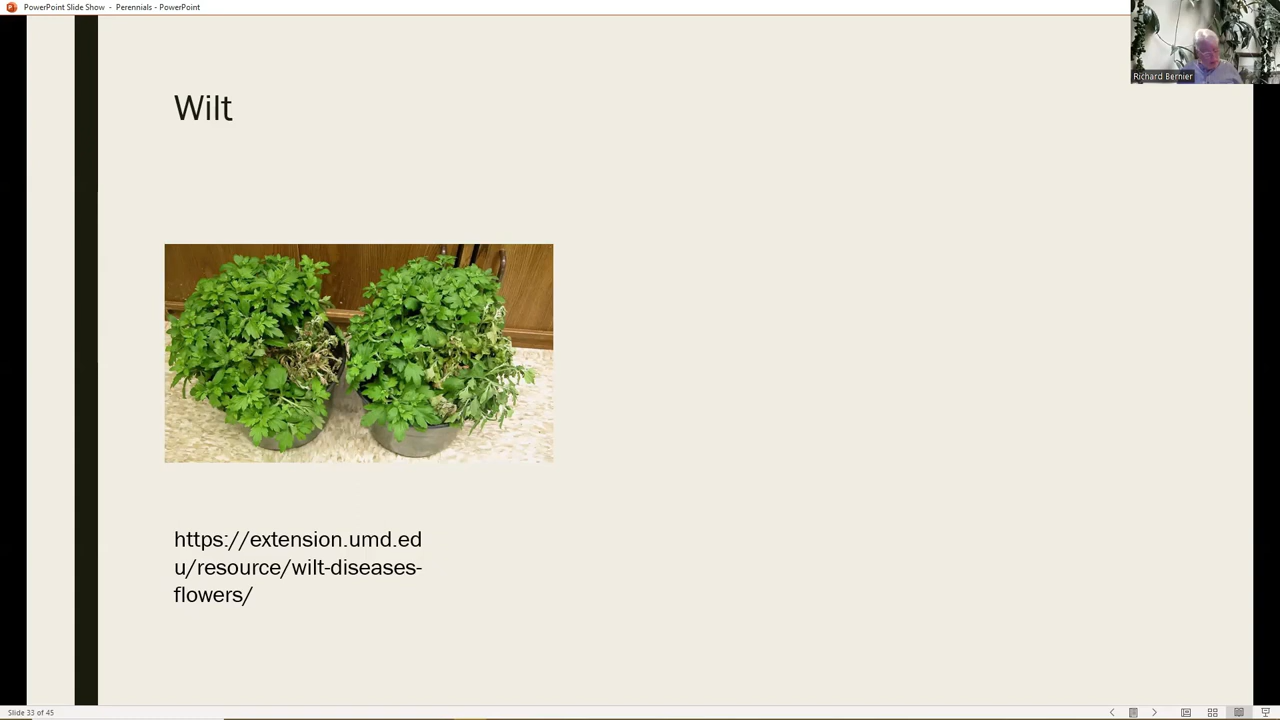 PowerPoint Slide Show - Perennials - PowerPoint
Richard Bernier
Wilt
https://extension.umd.ed
u/resource/wilt-diseases-
flowers/
Slide 33 of 45